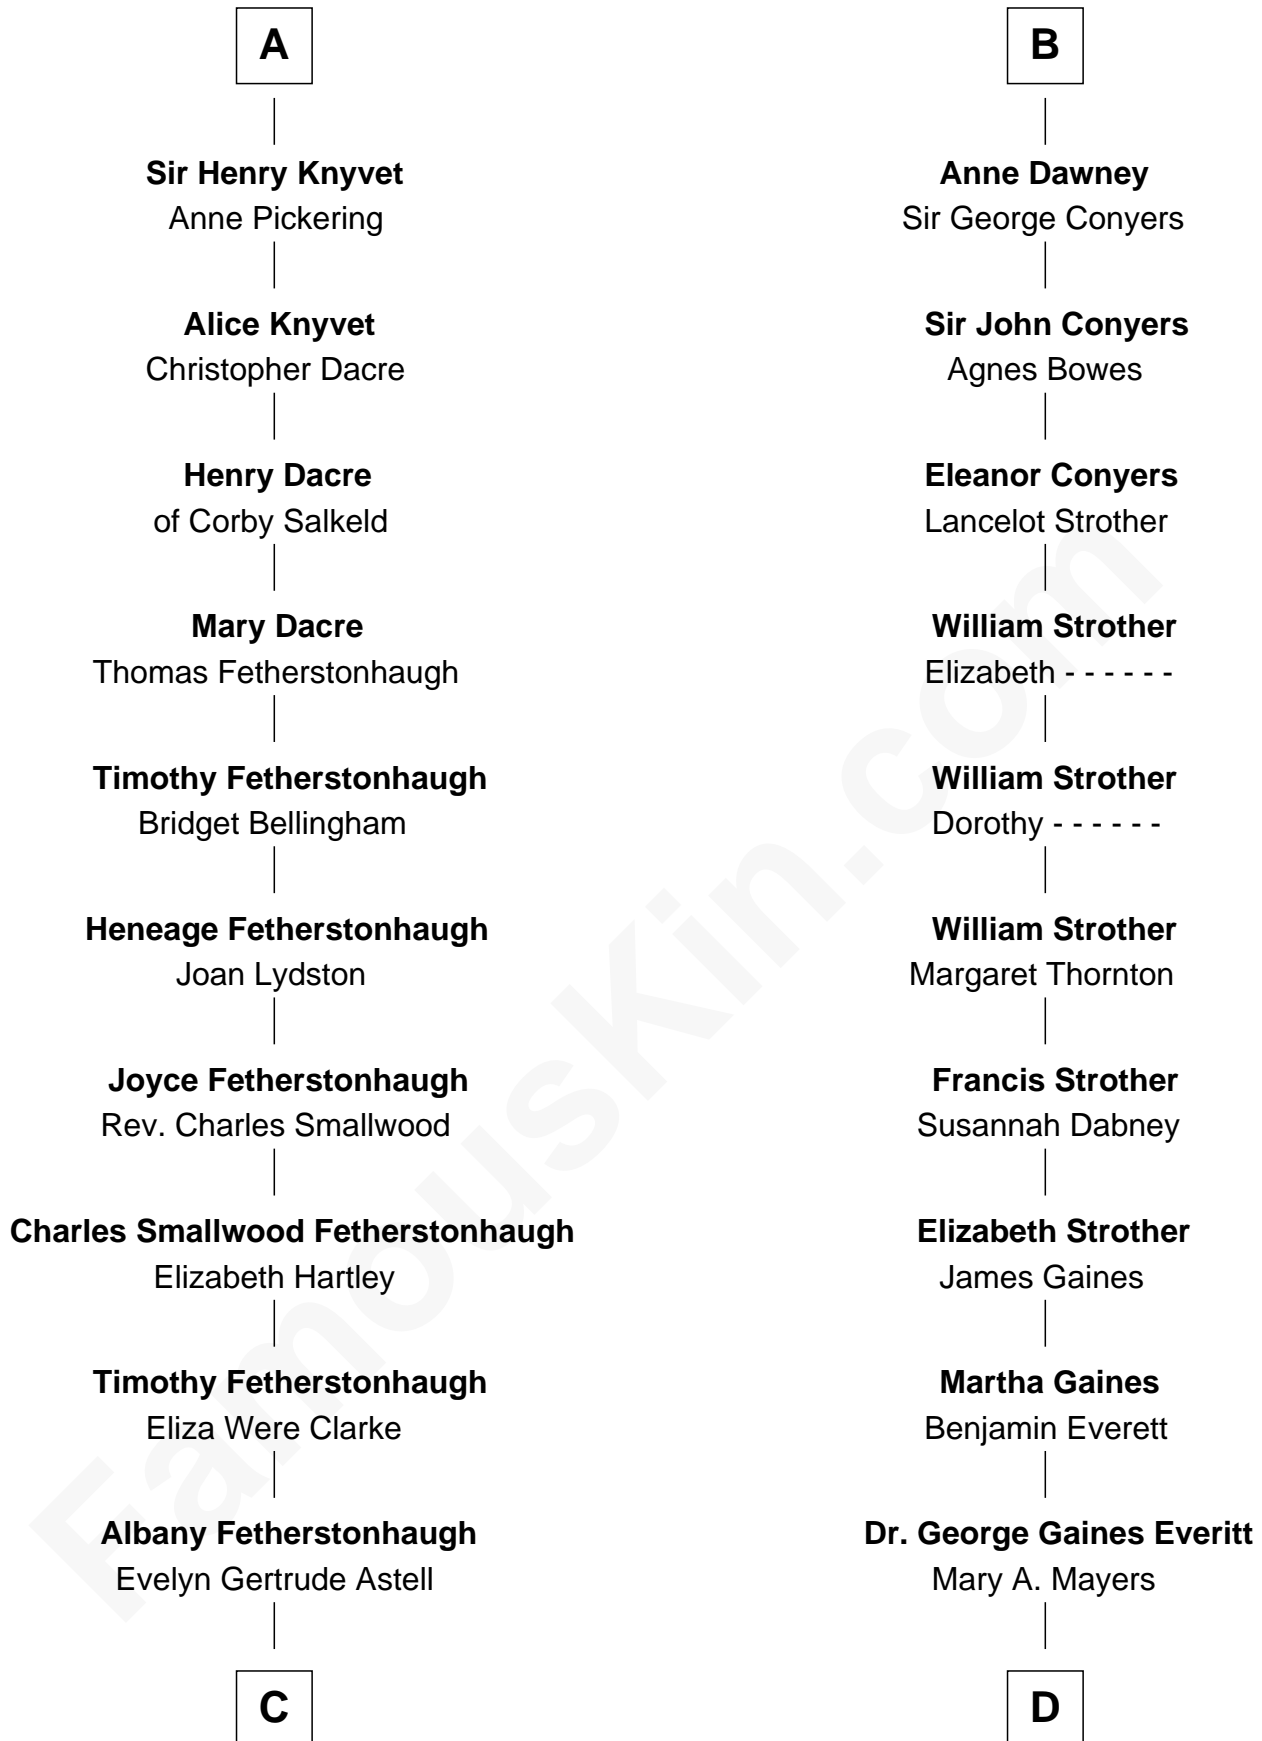 A
Sir Henry Knyvet
Anne Pickering
Alice Knyvet
Christopher Dacre
Henry Dacre
of Corby Salkeld
Mary Dacre
Thomas Fetherstonhaugh
Timothy Fetherstonhaugh
Bridget Bellingham
Heneage Fetherstonhaugh
Joan Lydston
Joyce Fetherstonhaugh
Rev. Charles Smallwood
Charles Smallwood Fetherstonhaugh
Elizabeth Hartley
Timothy Fetherstonhaugh
Eliza Were Clarke
Albany Fetherstonhaugh
Evelyn Gertrude Astell
C
B
Anne Dawney
Sir George Conyers
Sir John Conyers
Agnes Bowes
Eleanor Conyers
Lancelot Strother
William Strother
Elizabeth - - - - - -
William Strother
Dorothy - - - - - -
William Strother
Margaret Thornton
Francis Strother
Susannah Dabney
Elizabeth Strother
James Gaines
Martha Gaines
Benjamin Everett
Dr. George Gaines Everitt
Mary A. Mayers
D
FamousKin.com